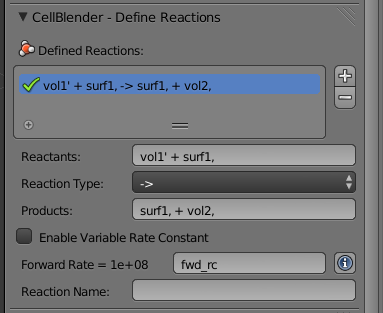 CellBlender - Define Reactions
Defined Reactions:
vol1' + surf1, -> surf1, + vol2,
Reactants: vol1' + surf1,
Reaction Type: ->
Products: surf1, + vol2,
Enable Variable Rate Constant
Forward Rate = 1e+08 fwd_rc
Reaction Name: